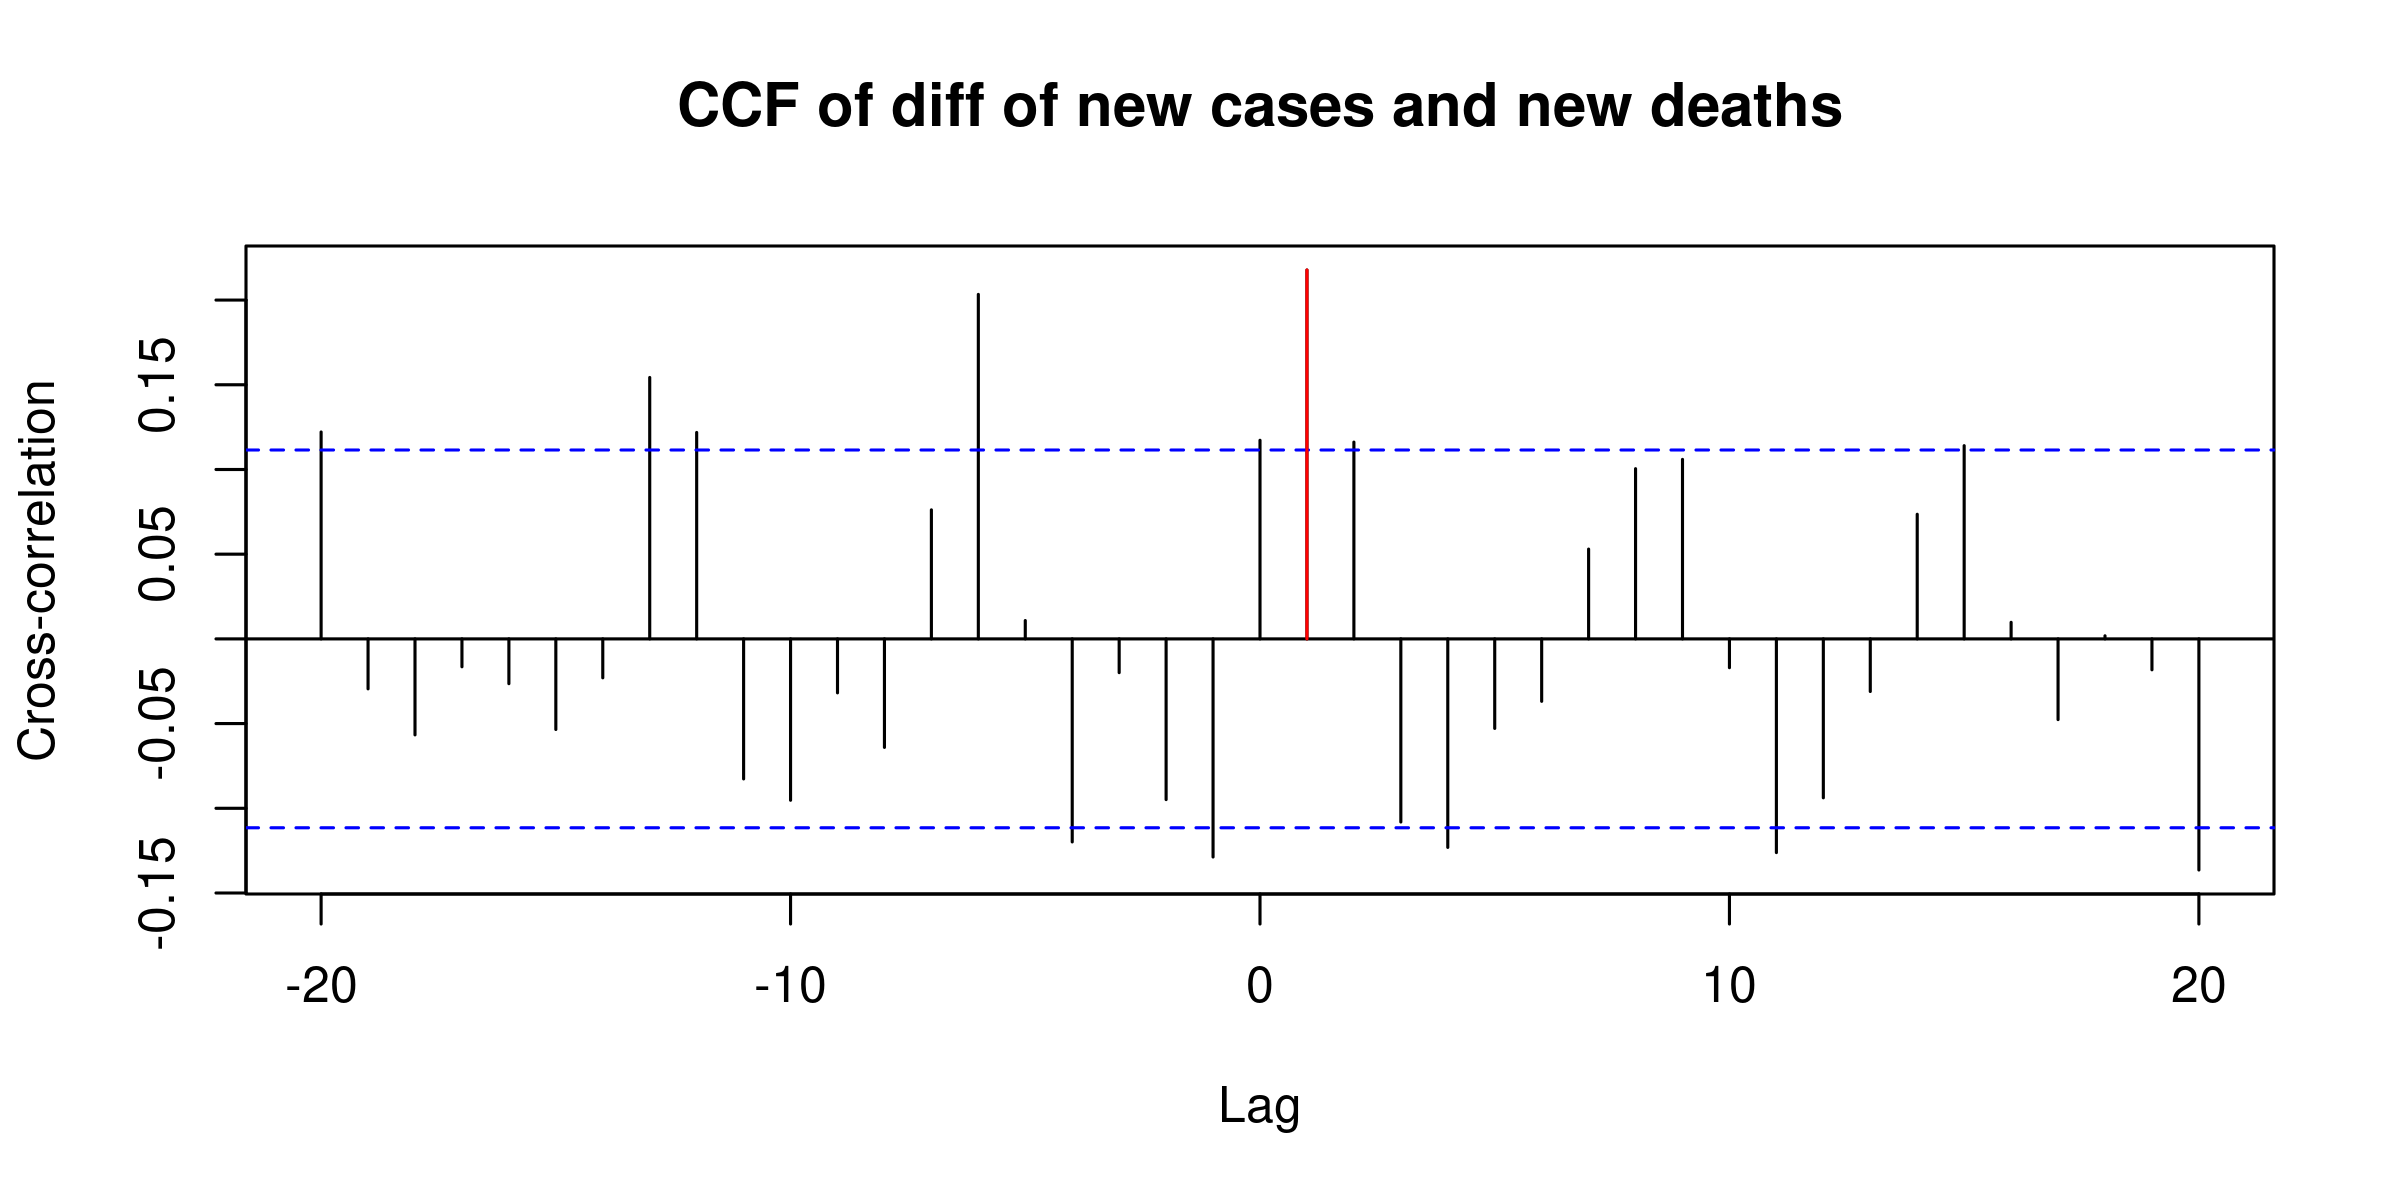 CCF of diff of new cases and new deaths
Cross-correlation
0.15
0.05
-0.05
-0.15
-20 -10 0 10 20
Lag